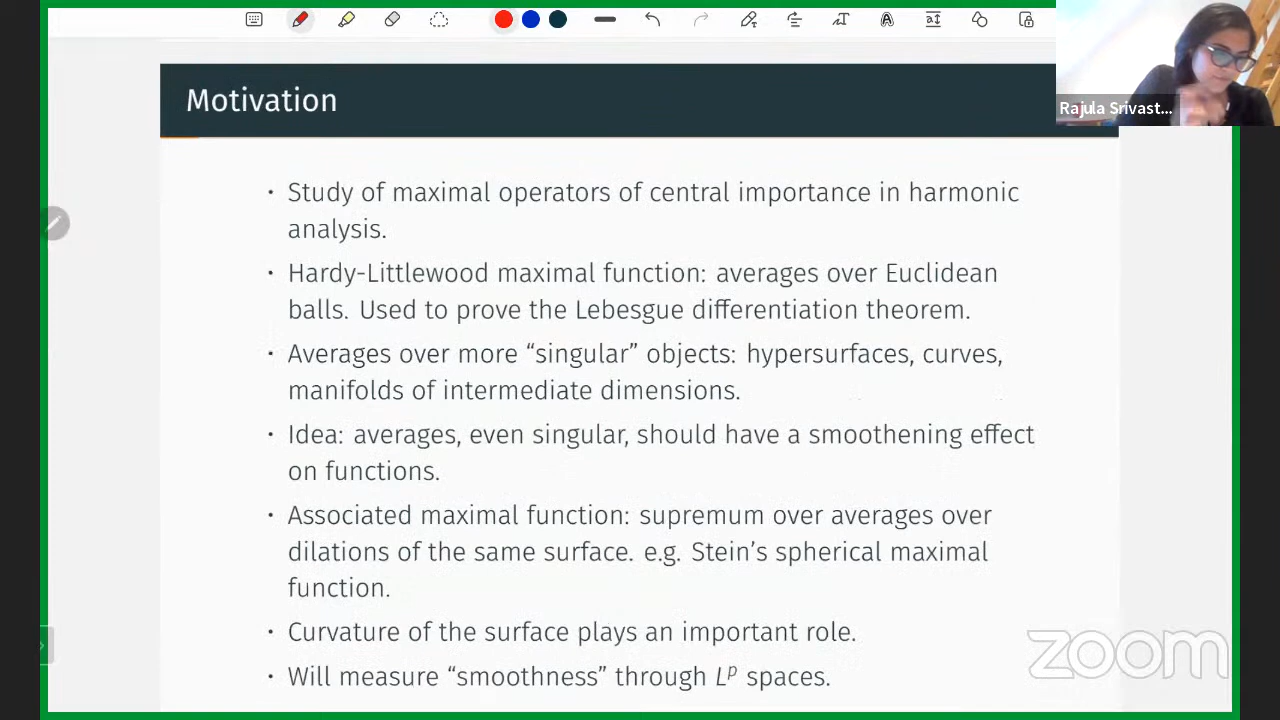 Motivation
Rajula Srivast...
· Study of maximal operators of central importance in harmonic
analysis.
· Hardy-Littlewood maximal function: averages over Euclidean
balls. Used to prove the Lebesgue differentiation theorem.
· Averages over more “singular” objects: hypersurfaces, curves,
manifolds of intermediate dimensions.
· Idea: averages, even singular, should have a smoothening effect
on functions.
· Associated maximal function: supremum over averages over
dilations of the same surface. e.g. Stein’s spherical maximal
function.
· Curvature of the surface plays an important role.
· Will measure “smoothness” through Lᵖ spaces.
zoom